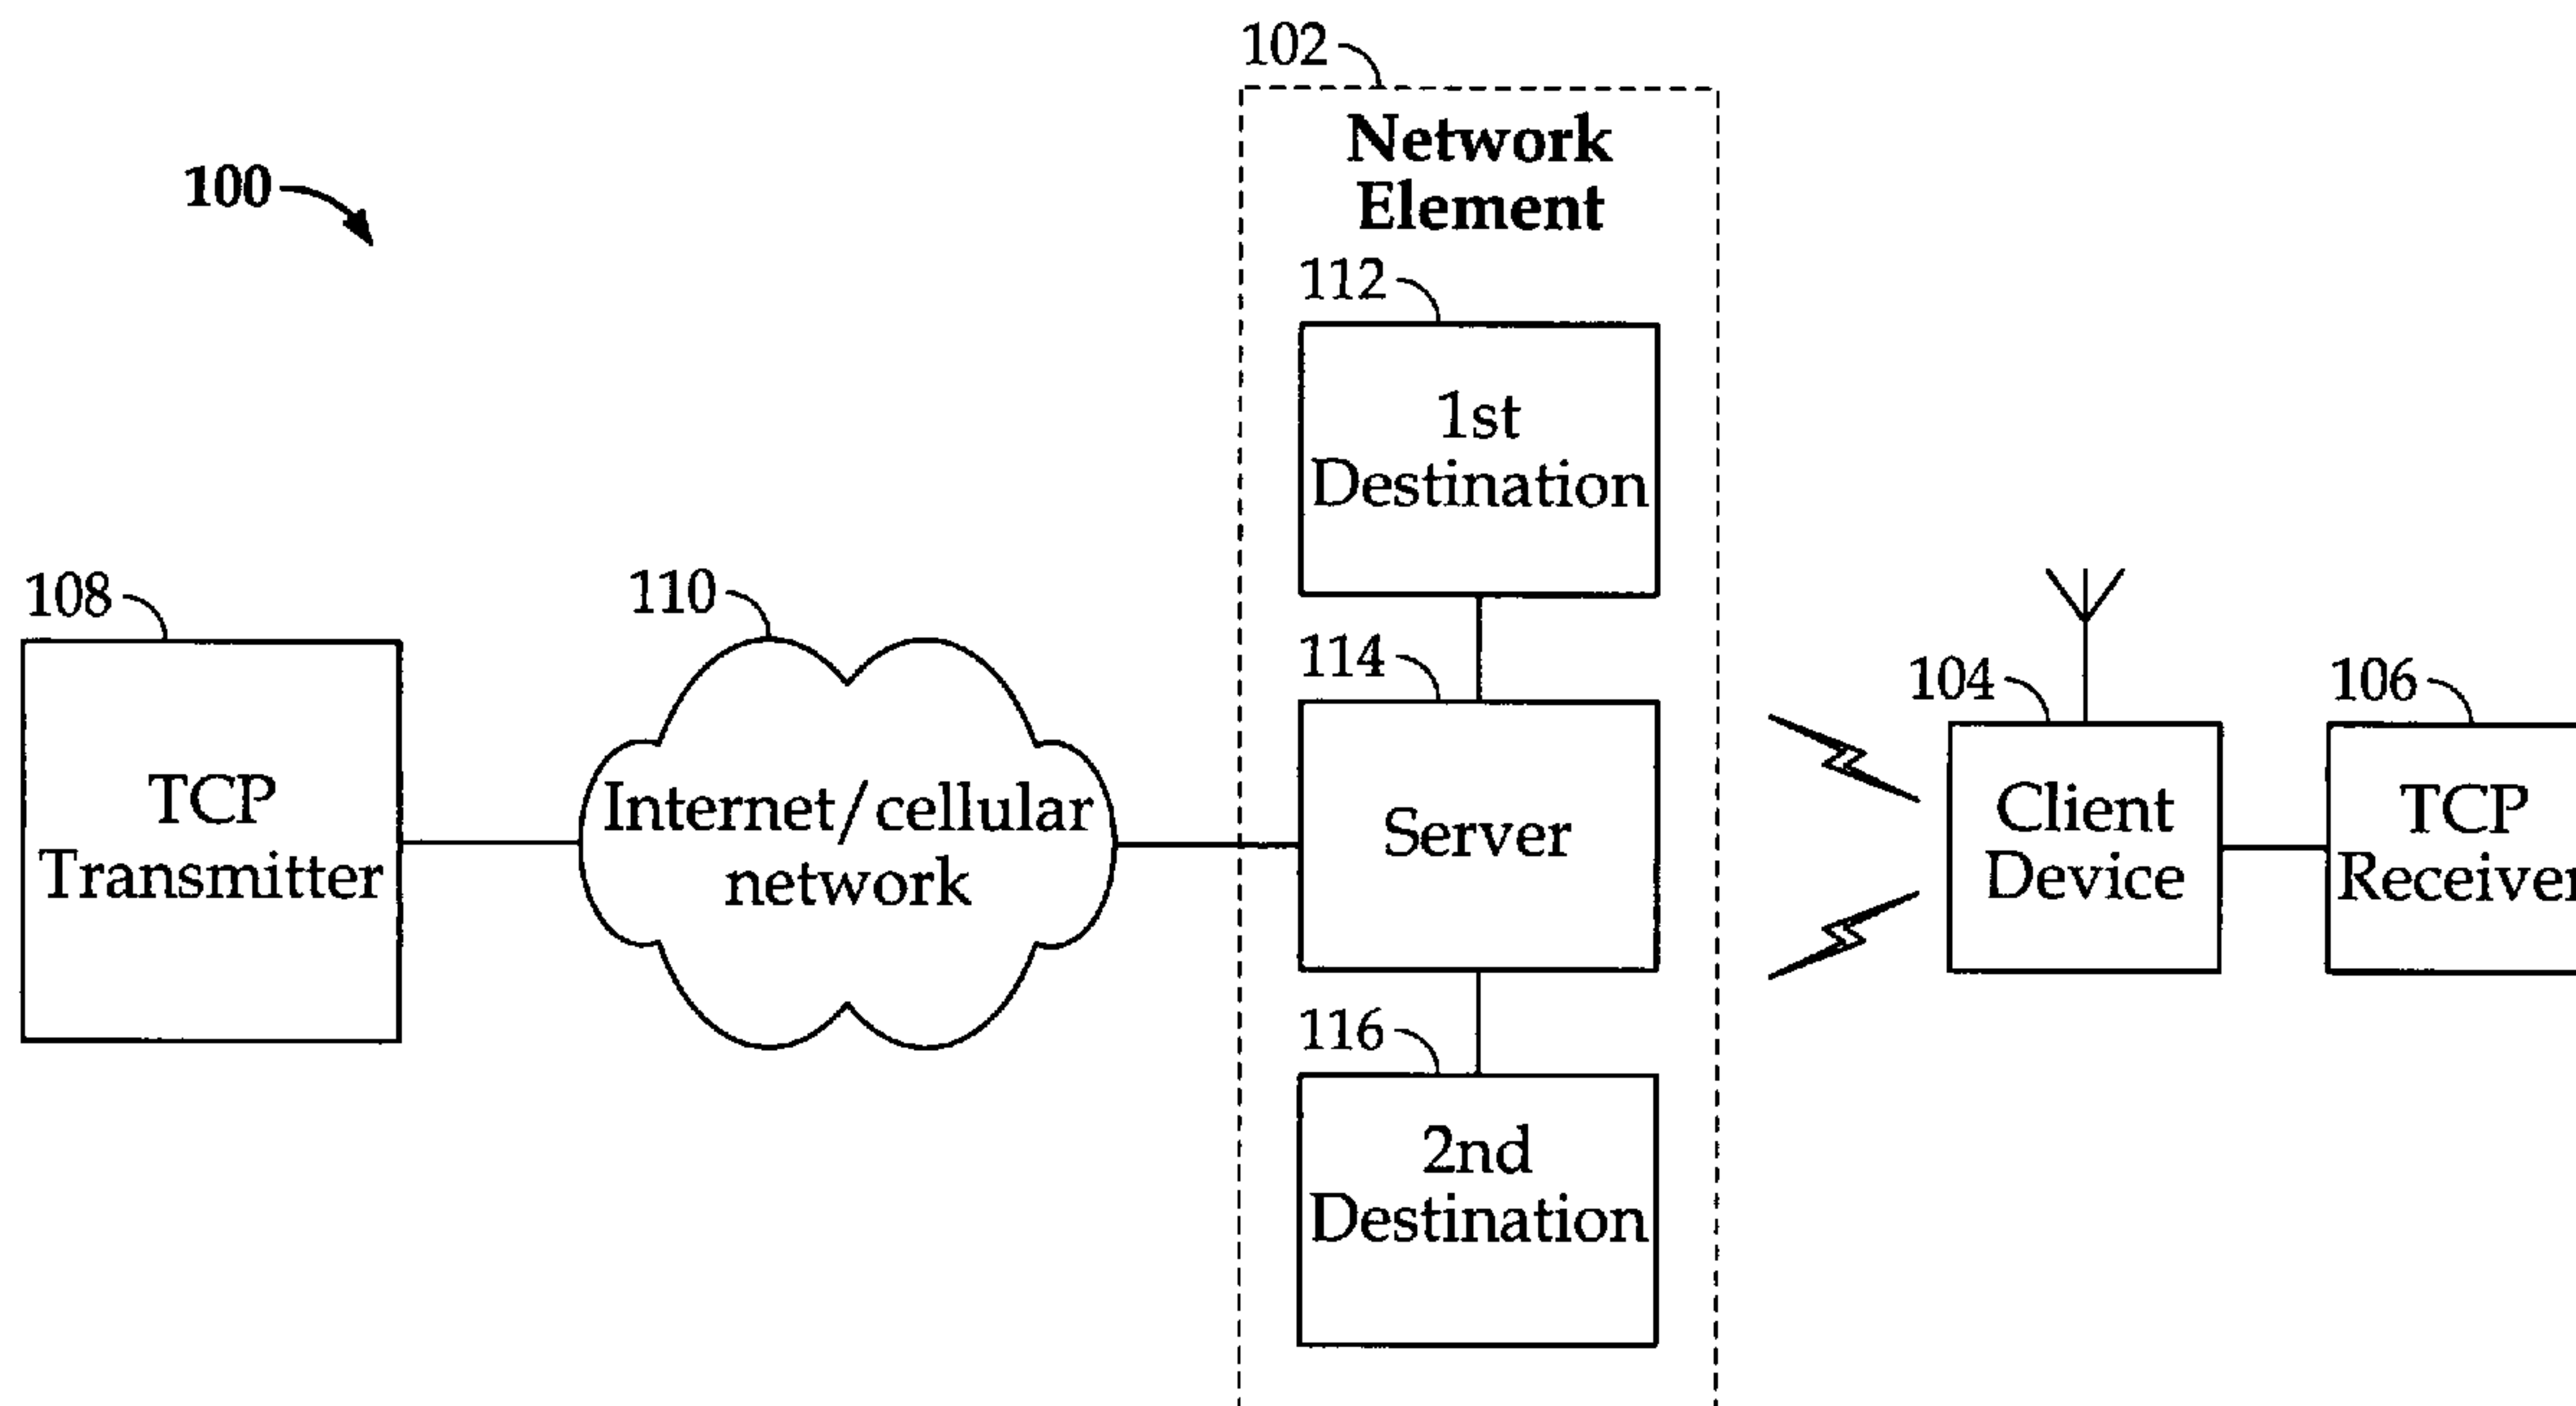 102
Network
Element
100
112
1st
Destination
108
TCP
Transmitter
110
Internet/cellular
network
114
Server
116
2nd
Destination
104
Client
Device
106
TCP
Receiver